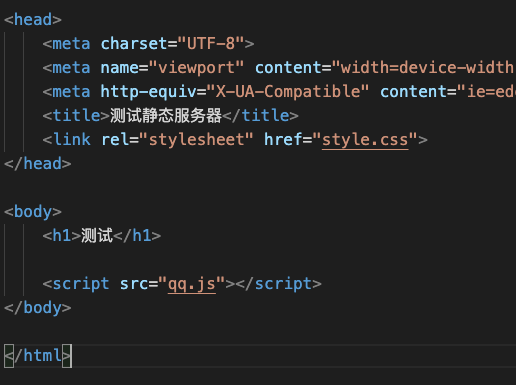 <head>
<meta charset="UTF-8">
<meta name="viewport" content="width=device-width
<meta http-equiv="X-UA-Compatible" content="ie=ed
<title>测试静态服务器</title>
<link rel="stylesheet" href="style.css">
</head>
<body>
<h1>测试</h1>
<script src="qq.js"></script>
</body>
</html>